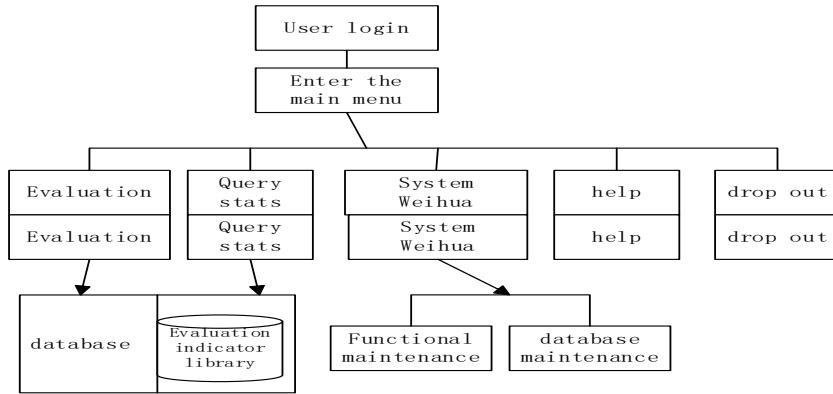 User login
Enter the
main menu
Evaluation
Query
stats
System
Weihua
help
drop out
Evaluation
Query
stats
System
Weihua
help
drop out
database
Evaluation
indicator
library
Functional
maintenance
database
maintenance